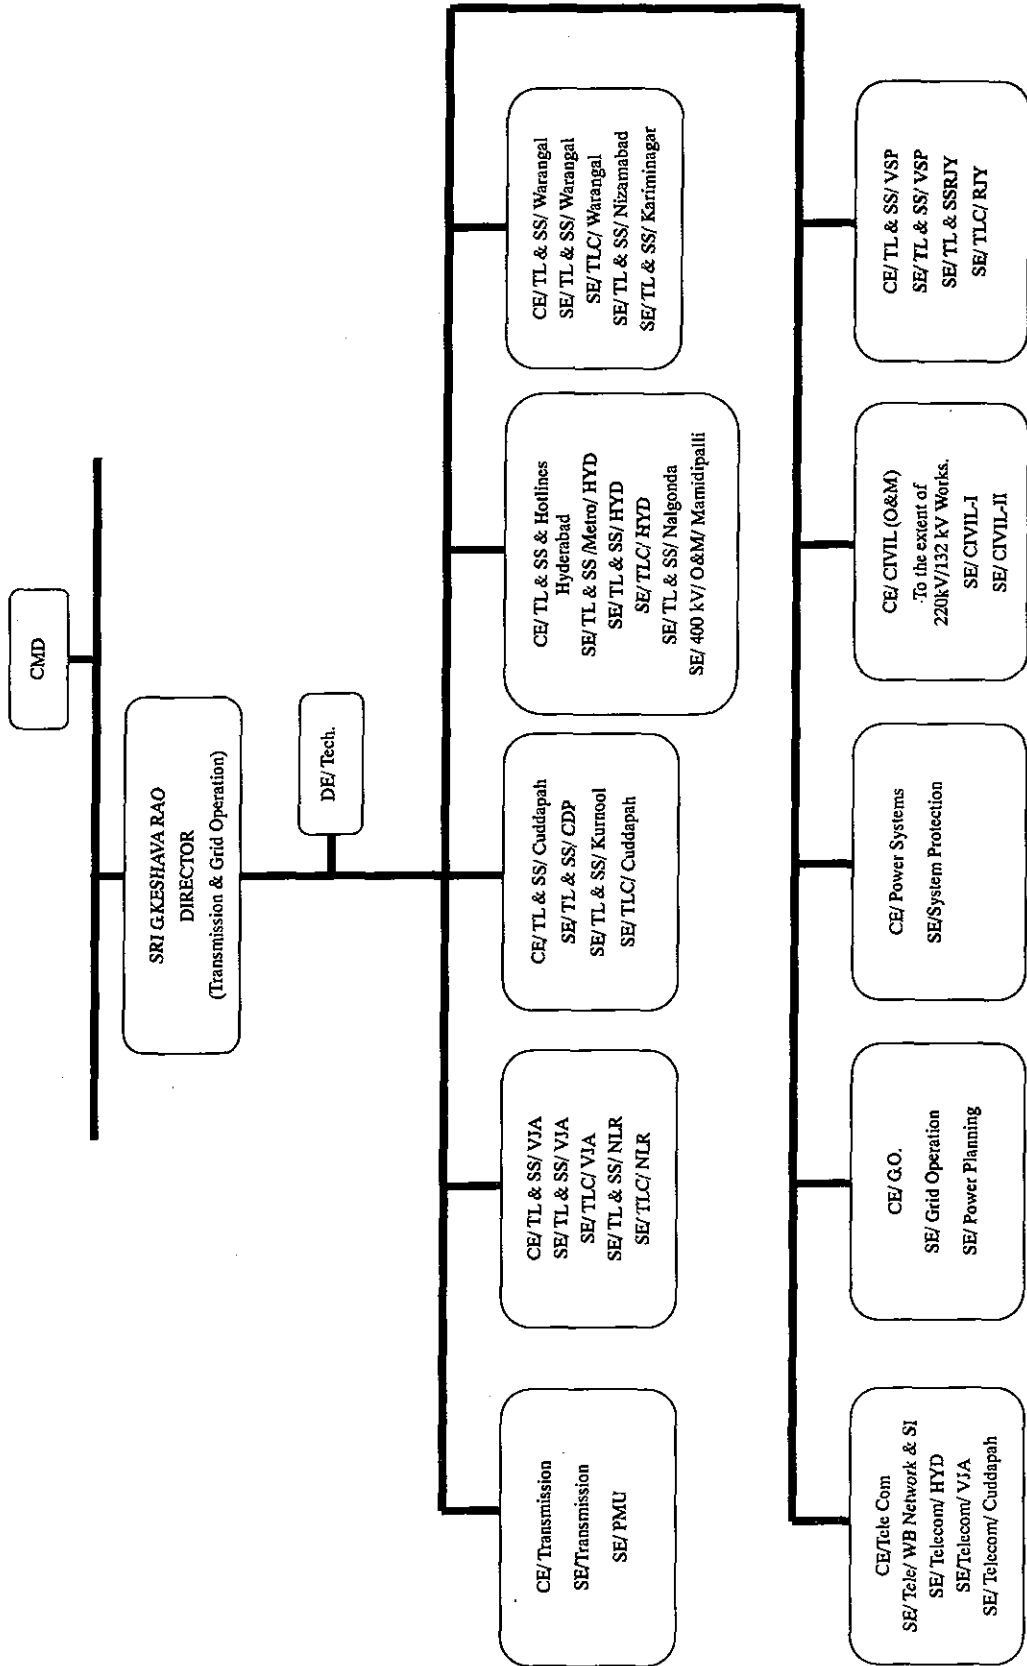 CMD
SRI G.KESHAVA RAO
DIRECTOR
(Transmission & Grid Operation)
DE/ Tech.
CE/ Transmission
SE/Transmission
SE/ PMU
CE/ TL & SS/ VJA
SE/ TL & SS/ VJA
SE/ TLC/ VJA
SE/ TL & SS/ NLR
SE/ TLC/ NLR
CE/ TL & SS/ Cuddapah
SE/ TL & SS/ CDP
SE/ TL & SS/ Kurnool
SE/ TLC/ Cuddapah
CE/ TL & SS & Hotlines
Hyderabad
SE/ TL & SS /Metro/ HYD
SE/ TL & SS/ HYD
SE/ TLC/ HYD
SE/ TL & SS/ Nalgonda
SE/ 400 kV/ O&M/ Mamidipalli
CE/ TL & SS/ Warangal
SE/ TL & SS/ Warangal
SE/ TLC/ Warangal
SE/ TL & SS/ Nizamabad
SE/ TL & SS/ Kariminagar
CE/Tele Com
SE/ Tele/ WB Network & SI
SE/ Telecom/ HYD
SE/Telecom/ VJA
SE/ Telecom/ Cuddapah
CE/ G.O.
SE/ Grid Operation
SE/ Power Planning
CE/ Power Systems
SE/System Protection
CE/ CIVIL (O&M)
-To the extent of
220kV/132 kV Works.
SE/ CIVIL-I
SE/ CIVIL-II
CE/ TL & SS/ VSP
SE/ TL & SS/ VSP
SE/ TL & SSRJY
SE/ TLC/ RJY